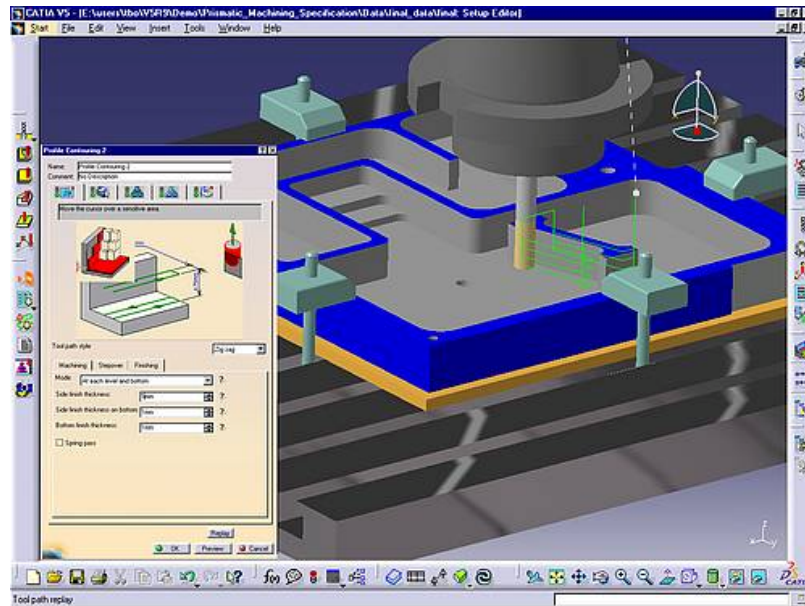 CATIA V5 - [E:\users\tbo\V5R9\Demo\Prismatic_Machining_Specification\Data\final_data\final: Setup Editor]
Start File Edit View Insert Tools Window Help
Profile Contouring 2
Name: Profile Contouring 2
Comment: No Description
Move the cursor over a sensitive area.
Tool path style
Zig zag
Machining Stepover Finishing
Mode: At each level and bottom ?
Side finish thickness: ?
Side finish thickness on bottom 1mm ?
Bottom finish thickness: 1mm ?
Spring pass
Replay
OK Preview Cancel
f(x)
CATIA
Tool path replay